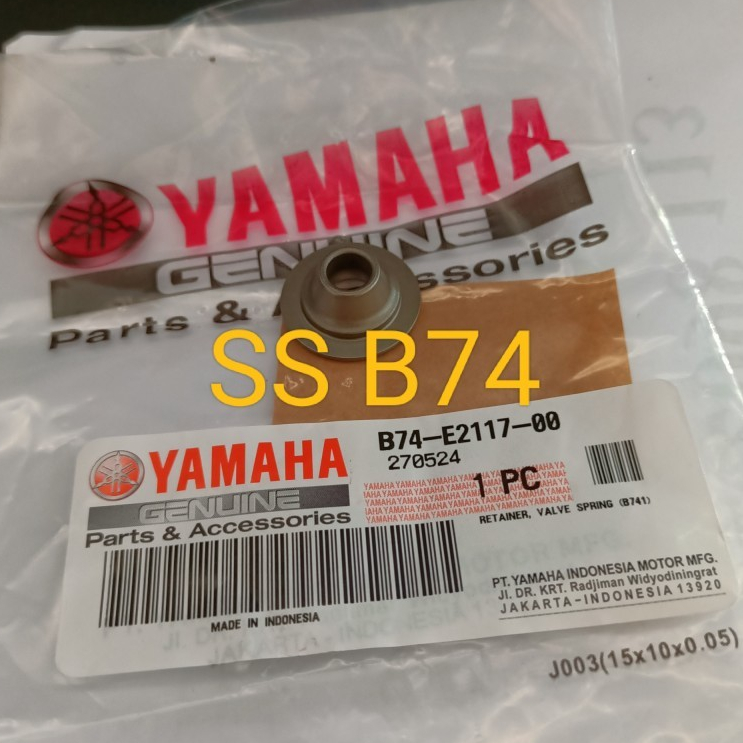 YAMAHA
GENUINE
Parts & Accessories
SS B74
B74-E2117-00
270524
YAMAHA
GENUINE
Parts & Accessories
1 PC
RETAINER, VALVE SPRING (B741)
PT. YAMAHA INDONESIA MOTOR MFG.
Jl. DR. KRT. Radjiman Widyodiningrat
JAKARTA-INDONESIA 13920
MADE IN INDONESIA
J003(15x10x0.05)